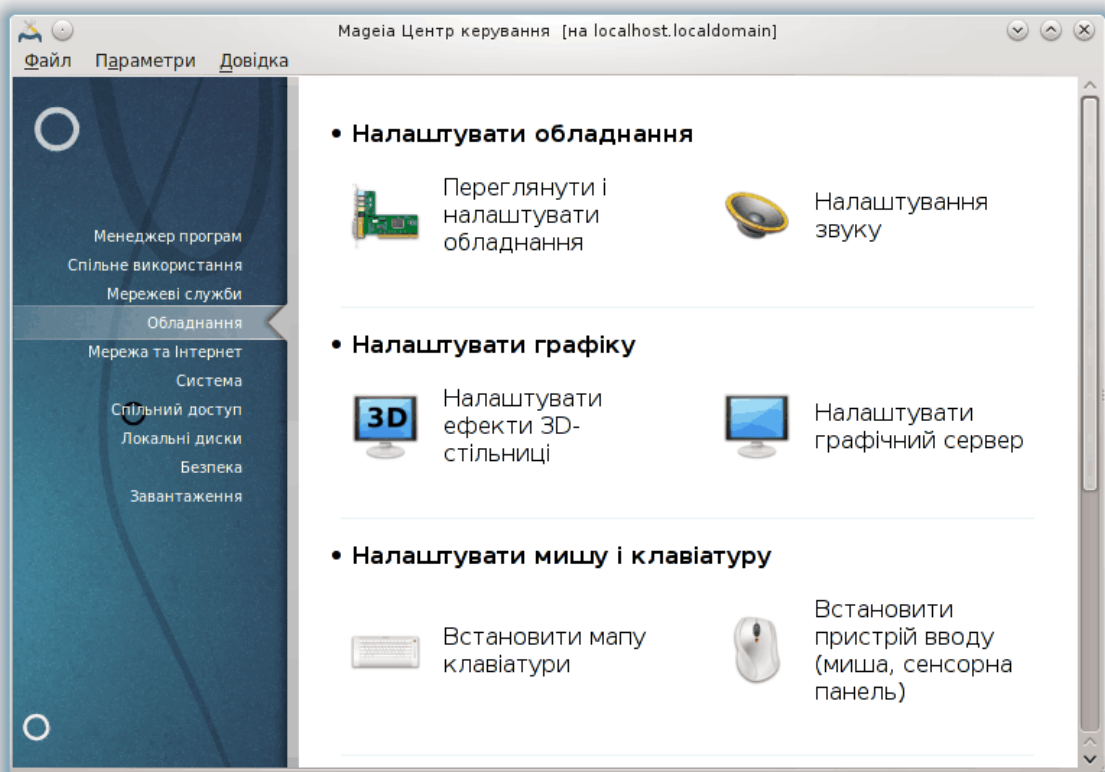 Mageia Центр керування [на localhost.localdomain]
Файл Параметри Довідка
Менеджер програм
Спільне використання
Мережеві служби
Обладнання
Мережа та Інтернет
Система
Спільний доступ
Локальні диски
Безпека
Завантаження
• Налаштувати обладнання
Переглянути і
налаштувати
обладнання
Налаштування
звуку
• Налаштувати графіку
3D
Налаштувати
ефекти 3D-
стільниці
Налаштувати
графічний сервер
• Налаштувати мишу і клавіатуру
Встановити мапу
клавіатури
Встановити
пристрій вводу
(миша, сенсорна
панель)